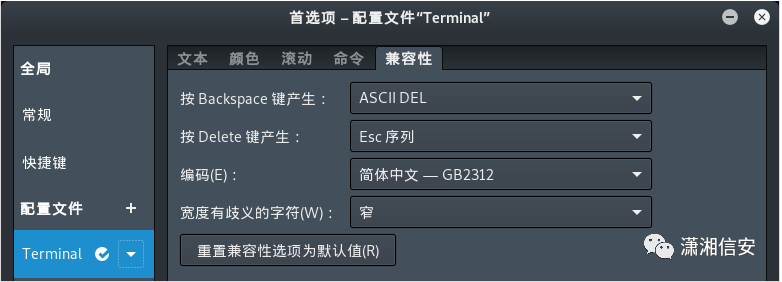 首选项 – 配置文件“Terminal”
全局
常规
快捷键
配置文件 +
Terminal
文本 颜色 滚动 命令 兼容性
按 Backspace 键产生： ASCII DEL
按 Delete 键产生： Esc 序列
编码(E)： 简体中文 — GB2312
宽度有歧义的字符(W)： 窄
重置兼容性选项为默认值(R)
潇湘信安